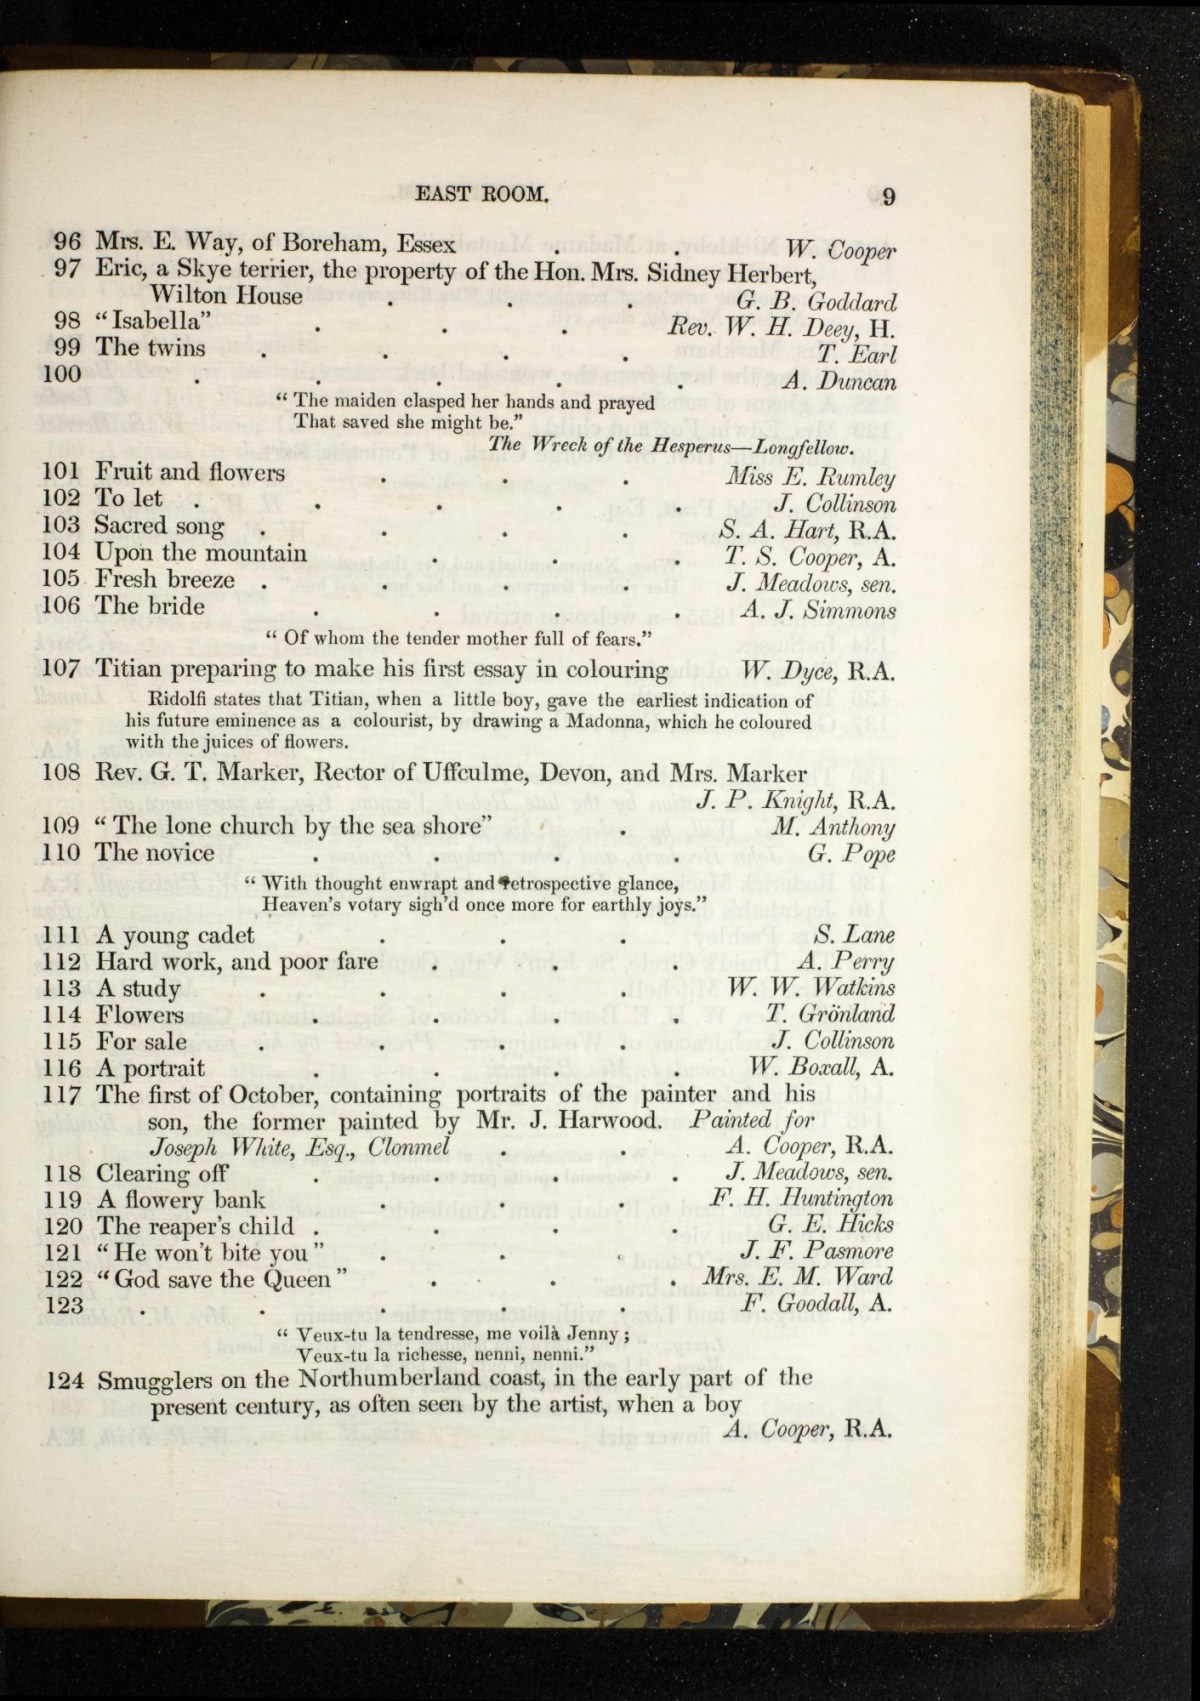 EAST ROOM. 9
96 Mrs. E. Way, of Boreham, Essex . . W. Cooper
97 Eric, a Skye terrier, the property of the Hon. Mrs. Sidney Herbert,
Wilton House . . . G. B. Goddard
98 “Isabella” . . . Rev. W. H. Deey, H.
99 The twins . . . . T. Earl
100 . . . . . A. Duncan
“ The maiden clasped her hands and prayed
That saved she might be.”
The Wreck of the Hesperus—Longfellow.
101 Fruit and flowers . . . Miss E. Rumley
102 To let . . . . . J. Collinson
103 Sacred song . . . . S. A. Hart, R.A.
104 Upon the mountain . . . T. S. Cooper, A.
105 Fresh breeze . . . . J. Meadows, sen.
106 The bride . . . . A. J. Simmons
“ Of whom the tender mother full of fears.”
107 Titian preparing to make his first essay in colouring W. Dyce, R.A.
Ridolfi states that Titian, when a little boy, gave the earliest indication of
his future eminence as a colourist, by drawing a Madonna, which he coloured
with the juices of flowers.
108 Rev. G. T. Marker, Rector of Uffculme, Devon, and Mrs. Marker
J. P. Knight, R.A.
109 “ The lone church by the sea shore” . M. Anthony
110 The novice . . . . G. Pope
“ With thought enwrapt and retrospective glance,
Heaven's votary sigh'd once more for earthly joys.”
111 A young cadet . . . S. Lane
112 Hard work, and poor fare . . . A. Perry
113 A study . . . . W. W. Watkins
114 Flowers . . . . T. Grönland
115 For sale . . . . J. Collinson
116 A portrait . . . W. Boxall, A.
117 The first of October, containing portraits of the painter and his
son, the former painted by Mr. J. Harwood. Painted for
Joseph White, Esq., Clonmel . . A. Cooper, R.A.
118 Clearing off . . . . J. Meadows, sen.
119 A flowery bank . . . F. H. Huntington
120 The reaper's child . . . . G. E. Hicks
121 “ He won't bite you ” . . . J. F. Pasmore
122 “ God save the Queen ” . . . Mrs. E. M. Ward
123 . . . . . F. Goodall, A.
“ Veux-tu la tendresse, me voilà Jenny ;
Veux-tu la richesse, nenni, nenni.”
124 Smugglers on the Northumberland coast, in the early part of the
present century, as often seen by the artist, when a boy
A. Cooper, R.A.